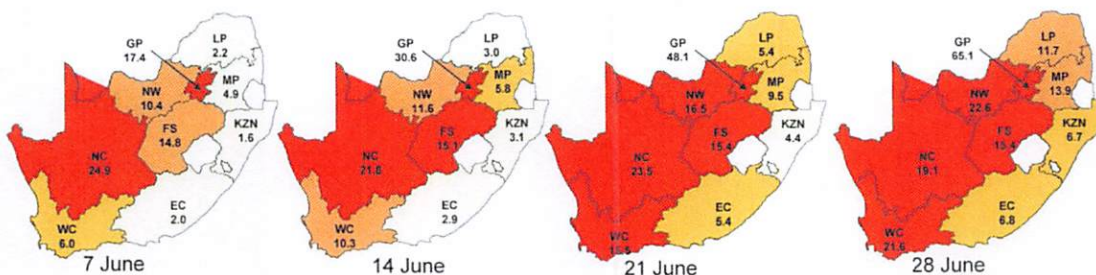 GP
17.4
LP
2.2
MP
4.9
NW
10.4
FS
14.8
KZN
1.6
NC
24.9
EC
2.0
WC
6.0
7 June
GP
30.6
LP
3.0
MP
5.8
NW
11.6
FS
15.1
KZN
3.1
NC
EC
2.9
WC
10.3
14 June
GP
48.1
LP
5.4
MP
9.5
NW
16.5
FS
15.4
KZN
4.4
NC
23.5
EC
5.4
WC
21 June
GP
65.1
LP
11.7
MP
13.9
NW
22.6
FS
15.4
KZN
6.7
NC
19.1
EC
6.8
WC
21.6
28 June